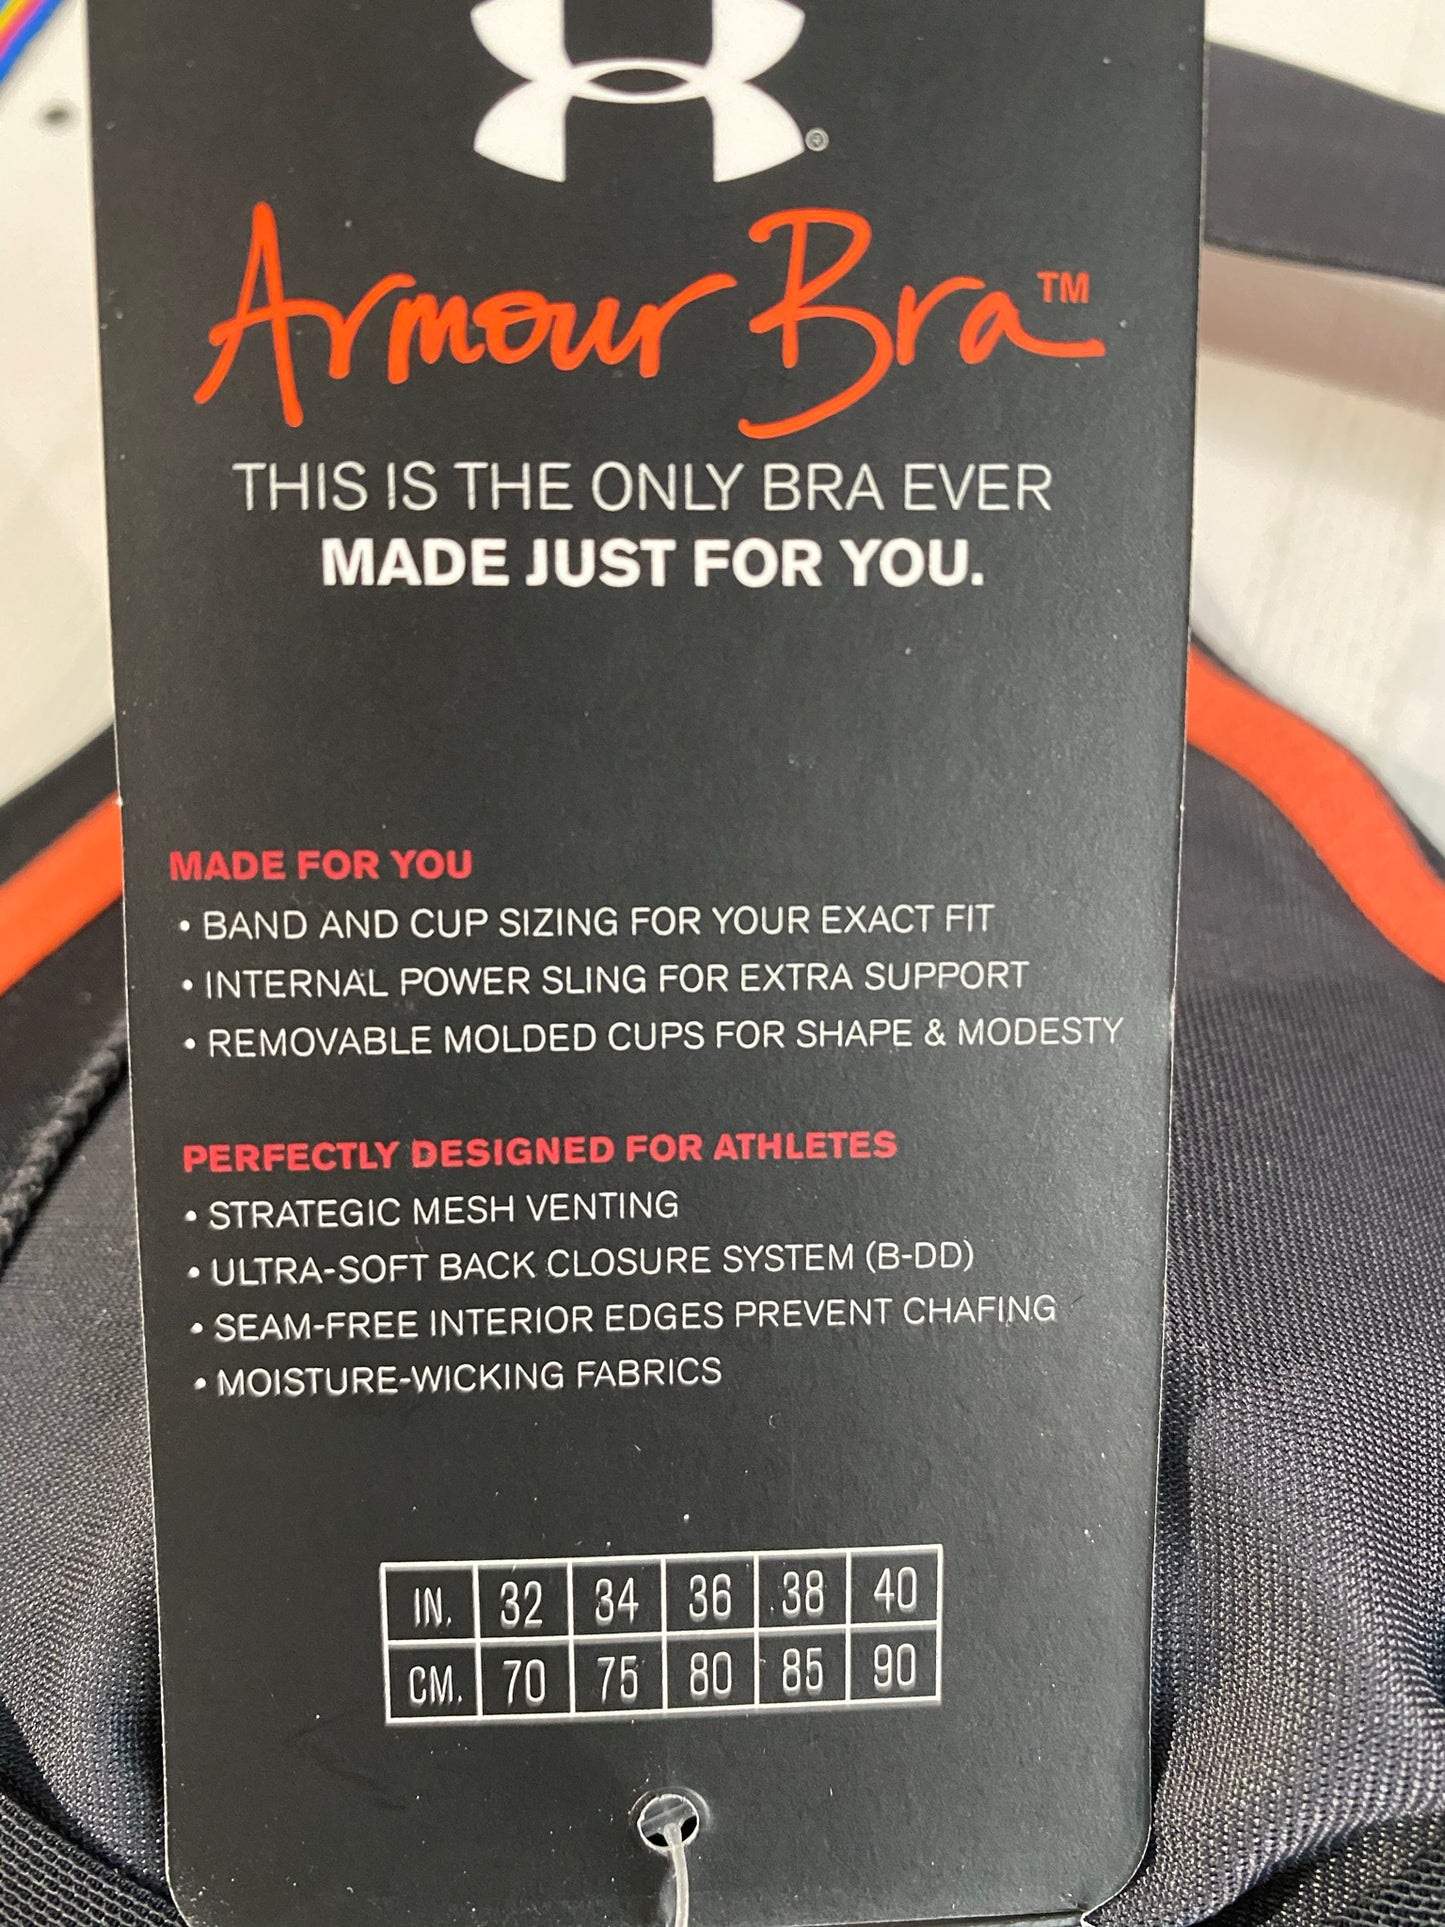 Armour Bra™
THIS IS THE ONLY BRA EVER
MADE JUST FOR YOU.
MADE FOR YOU
• BAND AND CUP SIZING FOR YOUR EXACT FIT
• INTERNAL POWER SLING FOR EXTRA SUPPORT
• REMOVABLE MOLDED CUPS FOR SHAPE & MODESTY
PERFECTLY DESIGNED FOR ATHLETES
• STRATEGIC MESH VENTING
• ULTRA-SOFT BACK CLOSURE SYSTEM (B-DD)
• SEAM-FREE INTERIOR EDGES PREVENT CHAFING
• MOISTURE-WICKING FABRICS
IN. 32 34 36 38 40
CM. 70 75 80 85 90